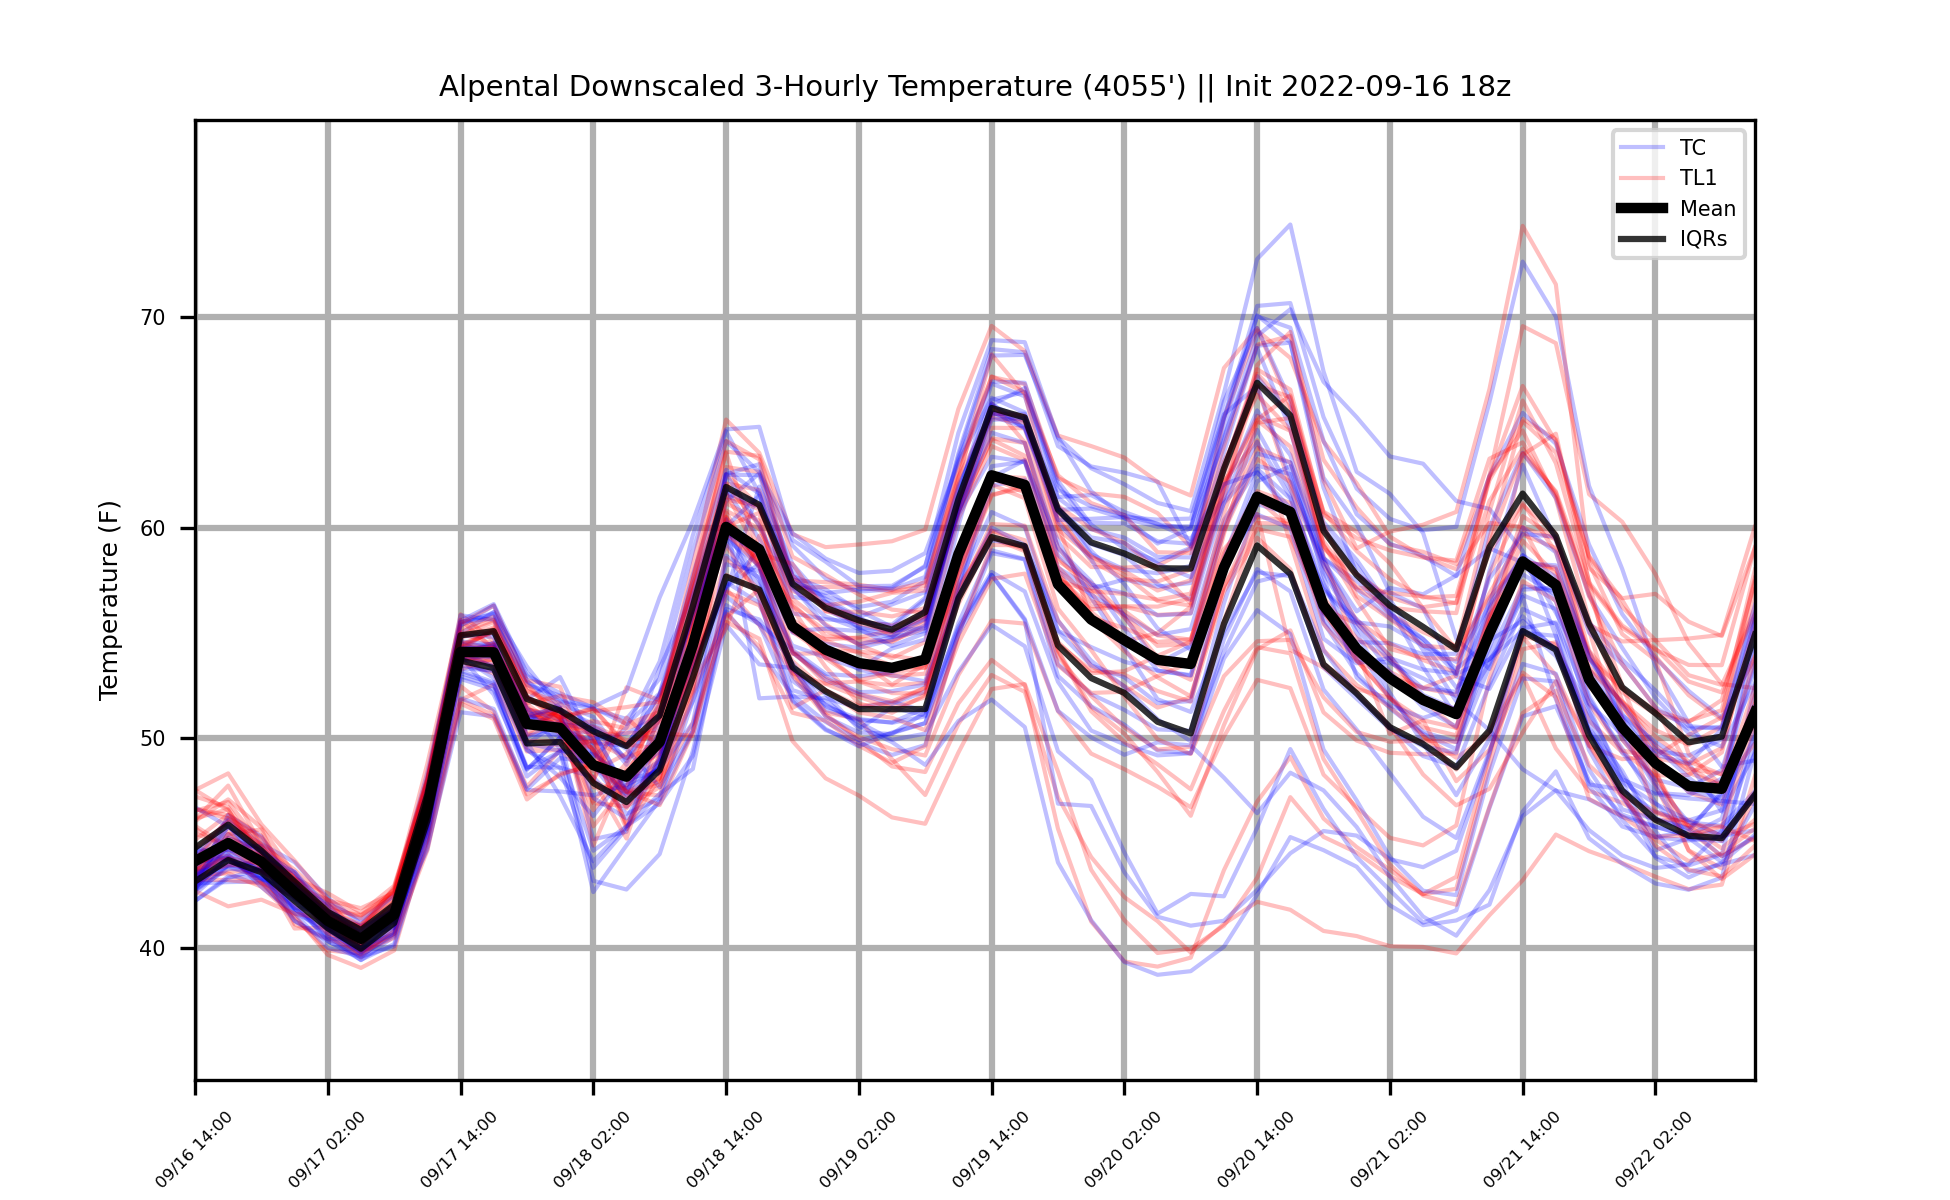 Alpental Downscaled 3-Hourly Temperature (4055') || Init 2022-09-16 18z
TC
TL1
Mean
IQRs
Temperature (F)
70
60
50
40
09/16 14:00
09/17 02:00
09/17 14:00
09/18 02:00
09/18 14:00
09/19 02:00
09/19 14:00
09/20 02:00
09/20 14:00
09/21 02:00
09/21 14:00
09/22 02:00